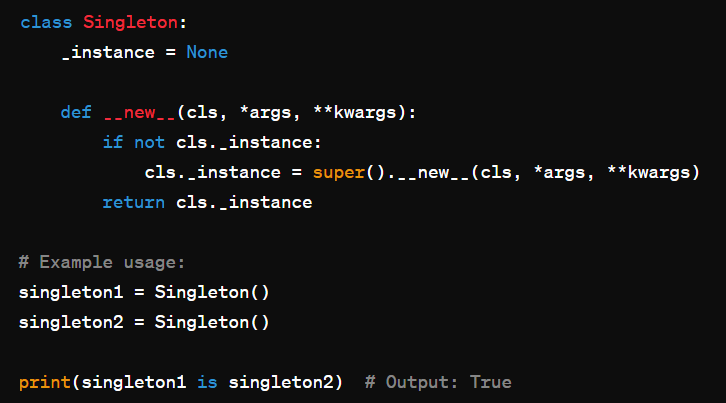 class Singleton:
    _instance = None

    def __new__(cls, *args, **kwargs):
        if not cls._instance:
            cls._instance = super().__new__(cls, *args, **kwargs)
        return cls._instance

# Example usage:
singleton1 = Singleton()
singleton2 = Singleton()

print(singleton1 is singleton2)  # Output: True